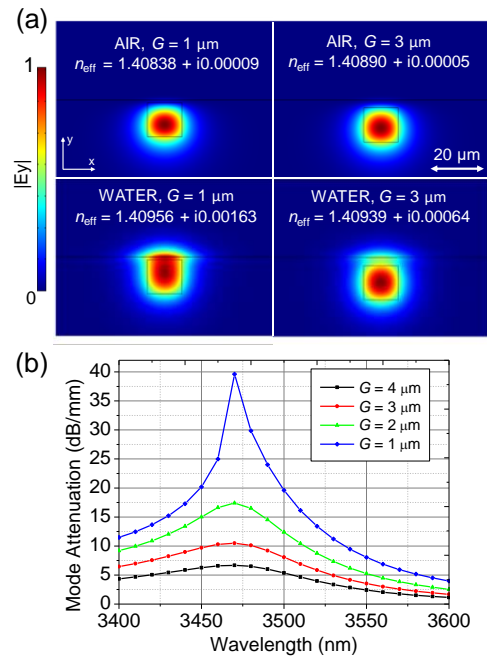 (a)
AIR, G = 1 μm
neff = 1.40838 + i0.00009
AIR, G = 3 μm
neff = 1.40890 + i0.00005
1
|Ey|
0
y
x
20 μm
WATER, G = 1 μm
neff = 1.40956 + i0.00163
WATER, G = 3 μm
neff = 1.40939 + i0.00064
(b)
Mode Attenuation (dB/mm)
40
35
30
25
20
15
10
5
0
G = 4 μm
G = 3 μm
G = 2 μm
G = 1 μm
3400 3450 3500 3550 3600
Wavelength (nm)